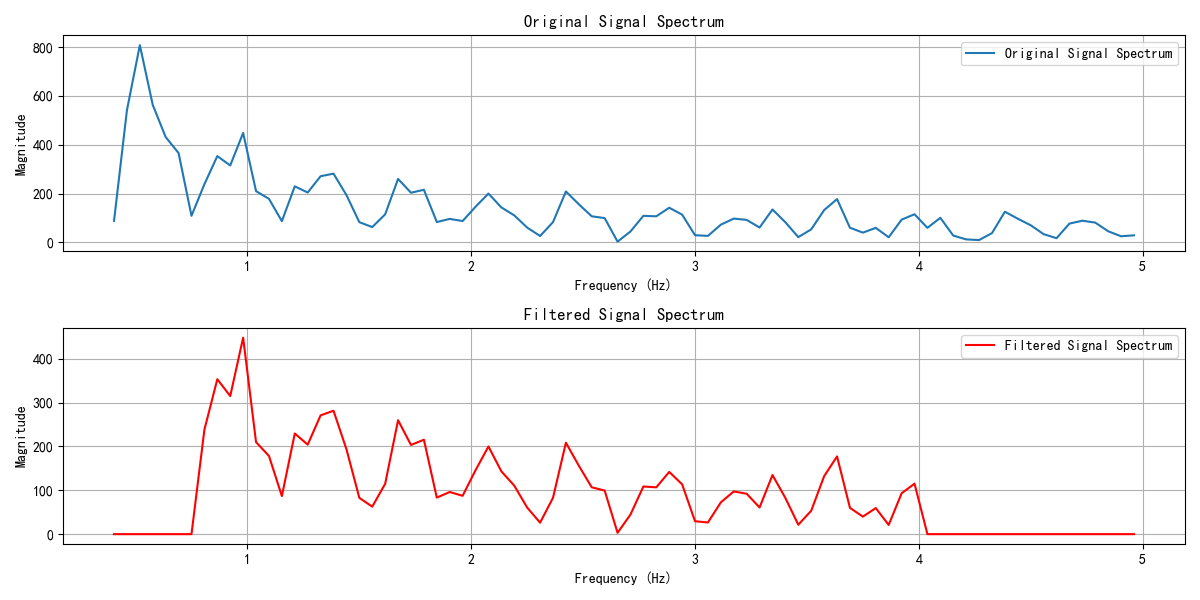 Original Signal Spectrum
800
600
400
200
0
Magnitude
Original Signal Spectrum
1 2 3 4 5
Frequency (Hz)
Filtered Signal Spectrum
400
300
200
100
0
Magnitude
Filtered Signal Spectrum
1 2 3 4 5
Frequency (Hz)